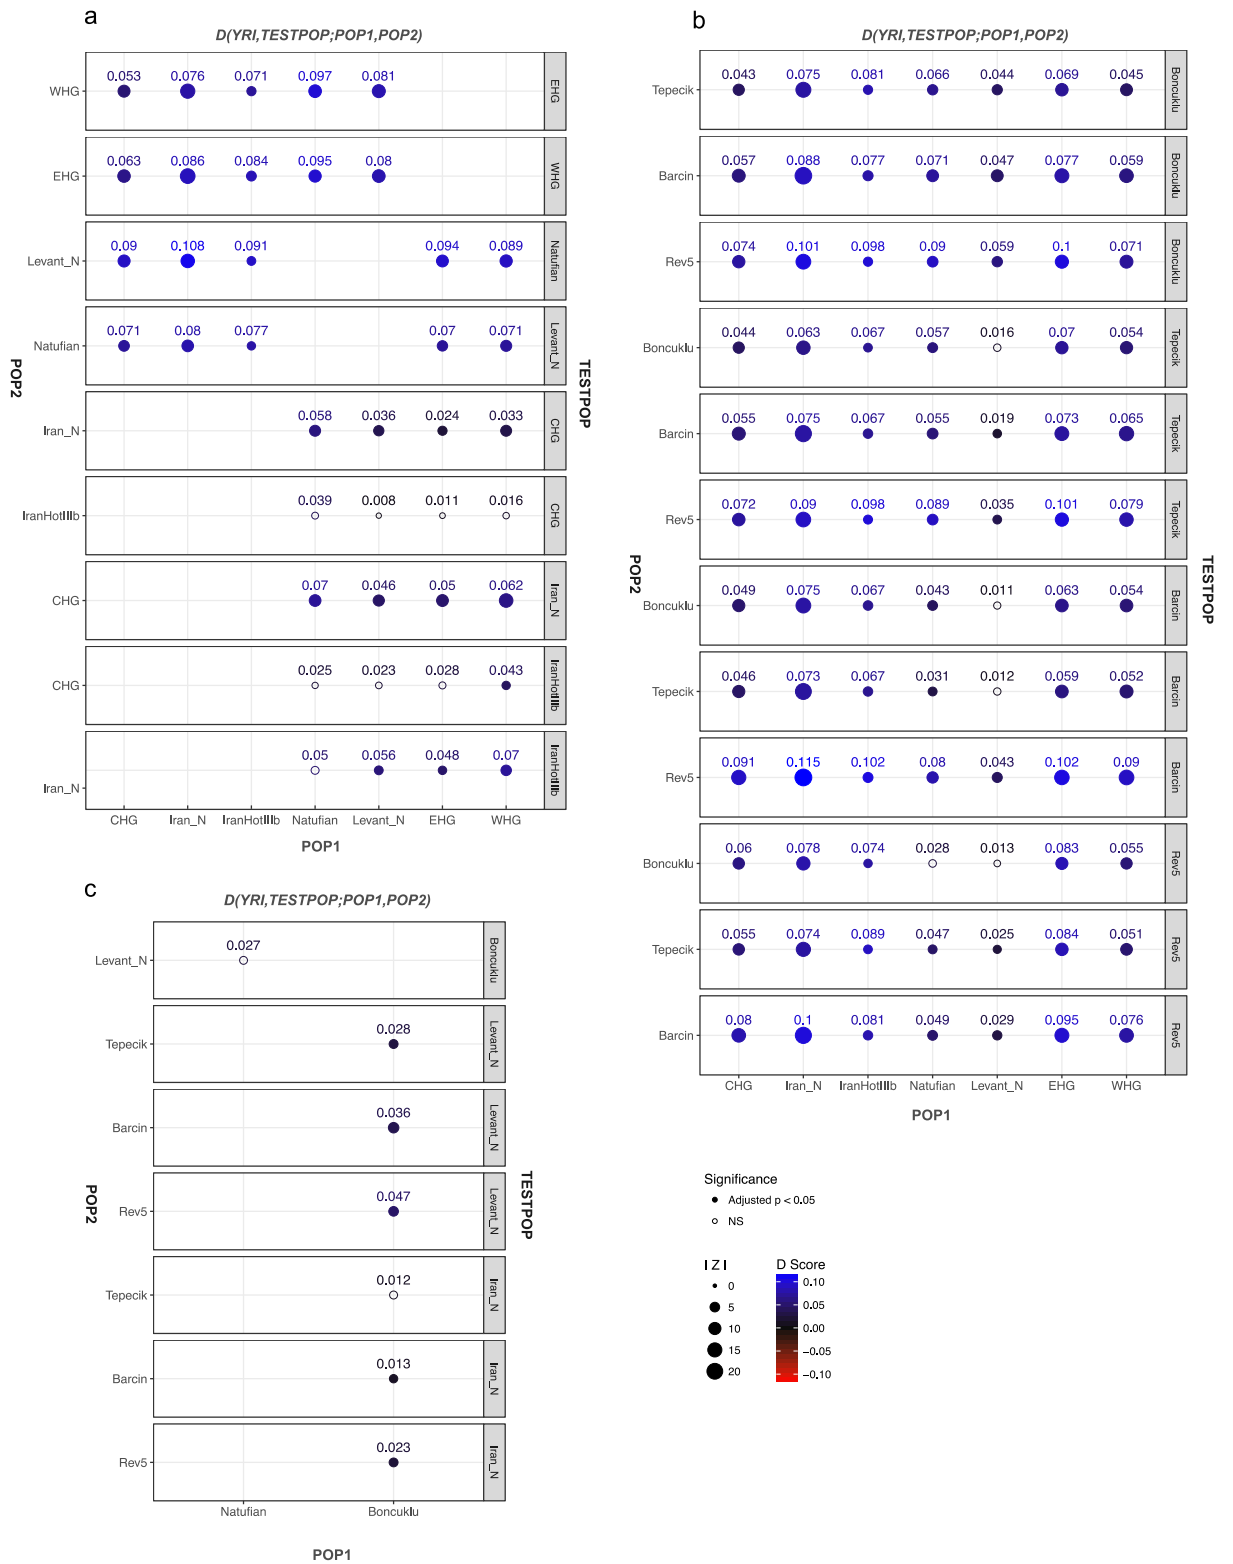 a
D(YRI,TESTPOP;POP1,POP2)
0.053 0.076 0.071 0.097 0.081
WHG
EHG
0.063 0.086 0.084 0.095 0.08
EHG
WHG
0.09 0.108 0.091 0.094 0.089
Levant_N
Natufian
0.071 0.08 0.077 0.07 0.071
Natufian
Levant_N
0.058 0.036 0.024 0.033
Iran_N
CHG
0.039 0.008 0.011 0.016
IranHotIIIb
CHG
0.07 0.046 0.05 0.062
CHG
Iran_N
0.025 0.023 0.028 0.043
CHG
IranHotIIIb
0.05 0.056 0.048 0.07
Iran_N
IranHotIIIb
CHG Iran_N IranHotIIIb Natufian Levant_N EHG WHG
POP1
POP2
TESTPOP
b
D(YRI,TESTPOP;POP1,POP2)
0.043 0.075 0.081 0.066 0.044 0.069 0.045
Tepecik
Boncuklu
0.057 0.088 0.077 0.071 0.047 0.077 0.059
Barcin
Boncuklu
0.074 0.101 0.098 0.09 0.059 0.1 0.071
Rev5
Boncuklu
0.044 0.063 0.067 0.057 0.016 0.07 0.054
Boncuklu
Tepecik
0.055 0.075 0.067 0.055 0.019 0.073 0.065
Barcin
Tepecik
0.072 0.09 0.098 0.089 0.035 0.101 0.079
Rev5
Tepecik
0.049 0.075 0.067 0.043 0.011 0.063 0.054
Boncuklu
Barcin
0.046 0.073 0.067 0.031 0.012 0.059 0.052
Tepecik
Barcin
0.091 0.115 0.102 0.08 0.043 0.102 0.09
Rev5
Barcin
0.06 0.078 0.074 0.028 0.013 0.083 0.055
Boncuklu
Rev5
0.055 0.074 0.089 0.047 0.025 0.084 0.051
Tepecik
Rev5
0.08 0.1 0.081 0.049 0.029 0.095 0.076
Barcin
Rev5
CHG Iran_N IranHotIIIb Natufian Levant_N EHG WHG
POP1
POP2
TESTPOP
c
D(YRI,TESTPOP;POP1,POP2)
0.027
Levant_N
Boncuklu
0.028
Tepecik
Levant_N
0.036
Barcin
Levant_N
0.047
Rev5
Levant_N
0.012
Tepecik
Iran_N
0.013
Barcin
Iran_N
0.023
Rev5
Iran_N
Natufian Boncuklu
POP1
POP2
TESTPOP
Significance
Adjusted p < 0.05
NS
I Z I
0
5
10
15
20
D Score
0.10
0.05
0.00
−0.05
−0.10